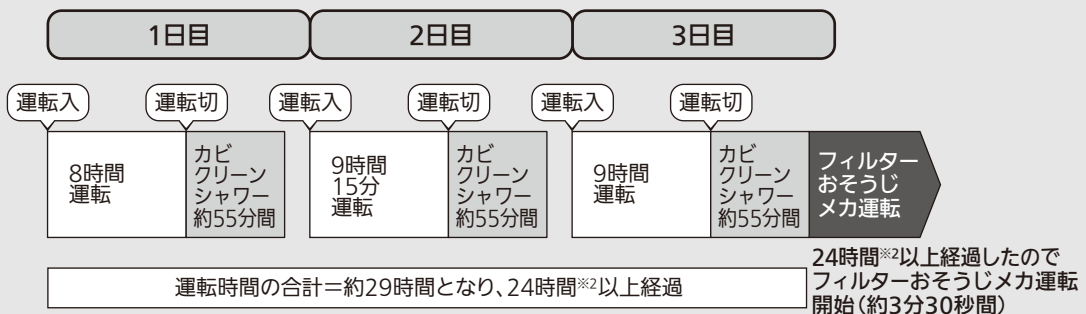 1日目
2日目
3日目
運転入
運転切
運転入
運転切
運転入
運転切
8時間
運転
カビ
クリーン
シャワー
約55分間
9時間
15分
運転
カビ
クリーン
シャワー
約55分間
9時間
運転
カビ
クリーン
シャワー
約55分間
フィルター
おそうじ
メカ運転
運転時間の合計＝約29時間となり、24時間※2以上経過
24時間※2以上経過したので
フィルターおそうじメカ運転
開始（約3分30秒間）